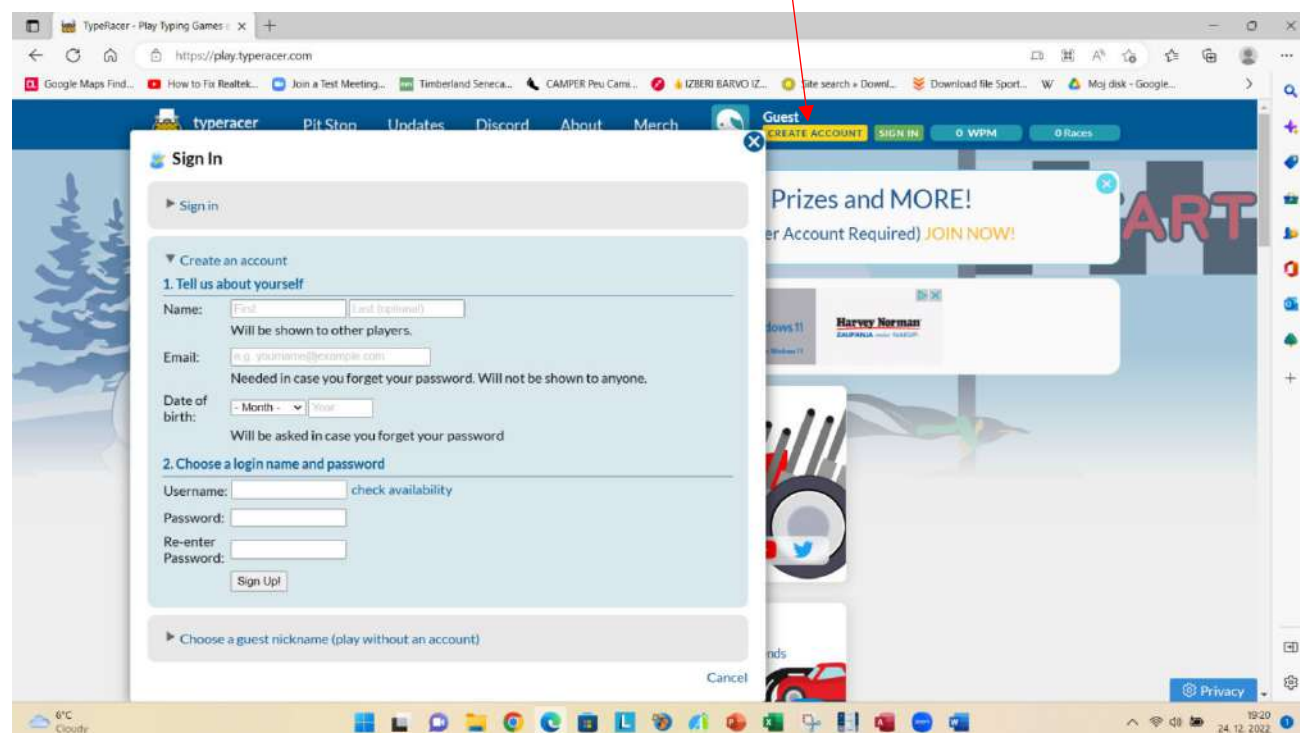 TypeRacer - Play Typing Games
https://play.typeracer.com
Google Maps Find... How to Fix Realtek... Join a Test Meeting... Timberland Seneca... CAMPER Peu Cami... IZBERI BARVO IZ... Site search » Downl... Download file Sport... W Moj disk - Google...
typeracer Pit Stop Updates Discord About Merch
Guest
CREATE ACCOUNT SIGN IN 0 WPM 0 Races
Sign In
Sign in
Create an account
1. Tell us about yourself
Name: First Last (optional)
Will be shown to other players.
Email: e.g. yourname@example.com
Needed in case you forget your password. Will not be shown to anyone.
Date of birth: - Month - Year
Will be asked in case you forget your password
2. Choose a login name and password
Username: check availability
Password:
Re-enter
Password:
Sign Up!
Choose a guest nickname (play without an account)
Cancel
Prizes and MORE!
er Account Required) JOIN NOW!
ART
dows 11
Harvey Norman
nds
Privacy
8°C
Cloudy
19:20
24. 12. 2022